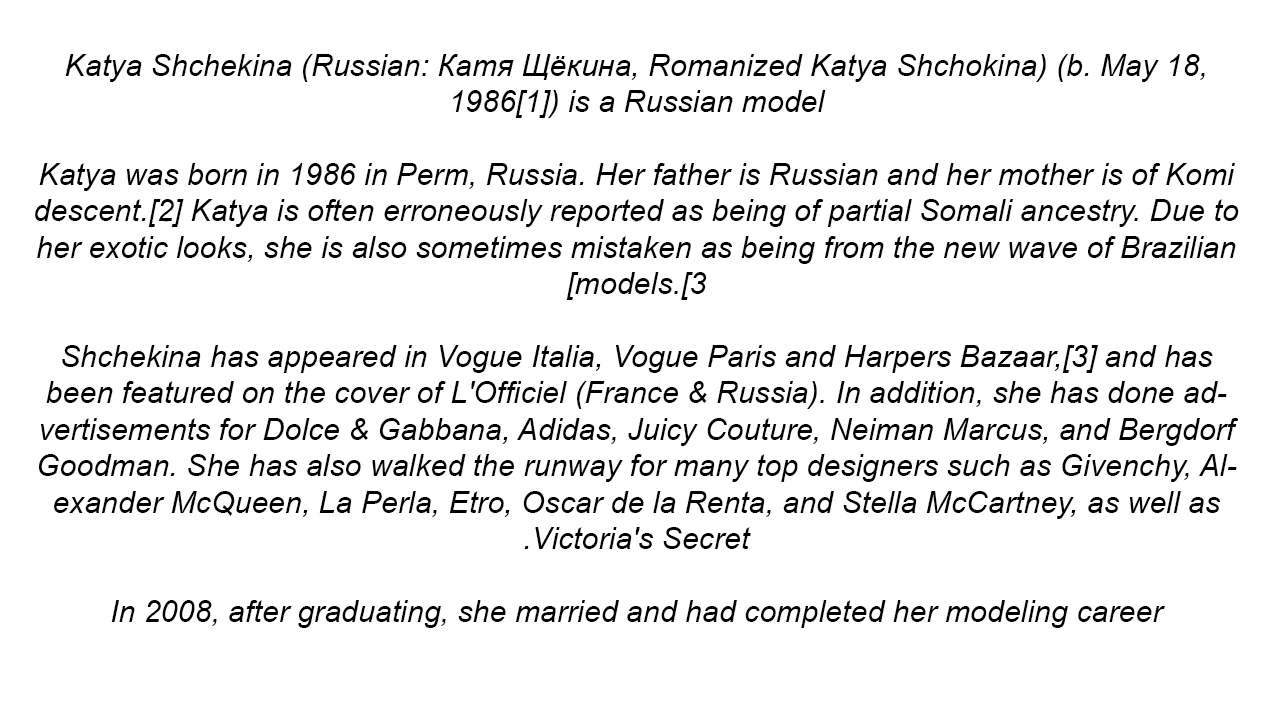 Katya Shchekina (Russian: Катя Щёкина, Romanized Katya Shchokina) (b. May 18,
1986[1]) is a Russian model
Katya was born in 1986 in Perm, Russia. Her father is Russian and her mother is of Komi
descent.[2] Katya is often erroneously reported as being of partial Somali ancestry. Due to
her exotic looks, she is also sometimes mistaken as being from the new wave of Brazilian
[models.[3
Shchekina has appeared in Vogue Italia, Vogue Paris and Harpers Bazaar,[3] and has
been featured on the cover of L'Officiel (France & Russia). In addition, she has done ad-
vertisements for Dolce & Gabbana, Adidas, Juicy Couture, Neiman Marcus, and Bergdorf
Goodman. She has also walked the runway for many top designers such as Givenchy, Al-
exander McQueen, La Perla, Etro, Oscar de la Renta, and Stella McCartney, as well as
.Victoria's Secret
In 2008, after graduating, she married and had completed her modeling career